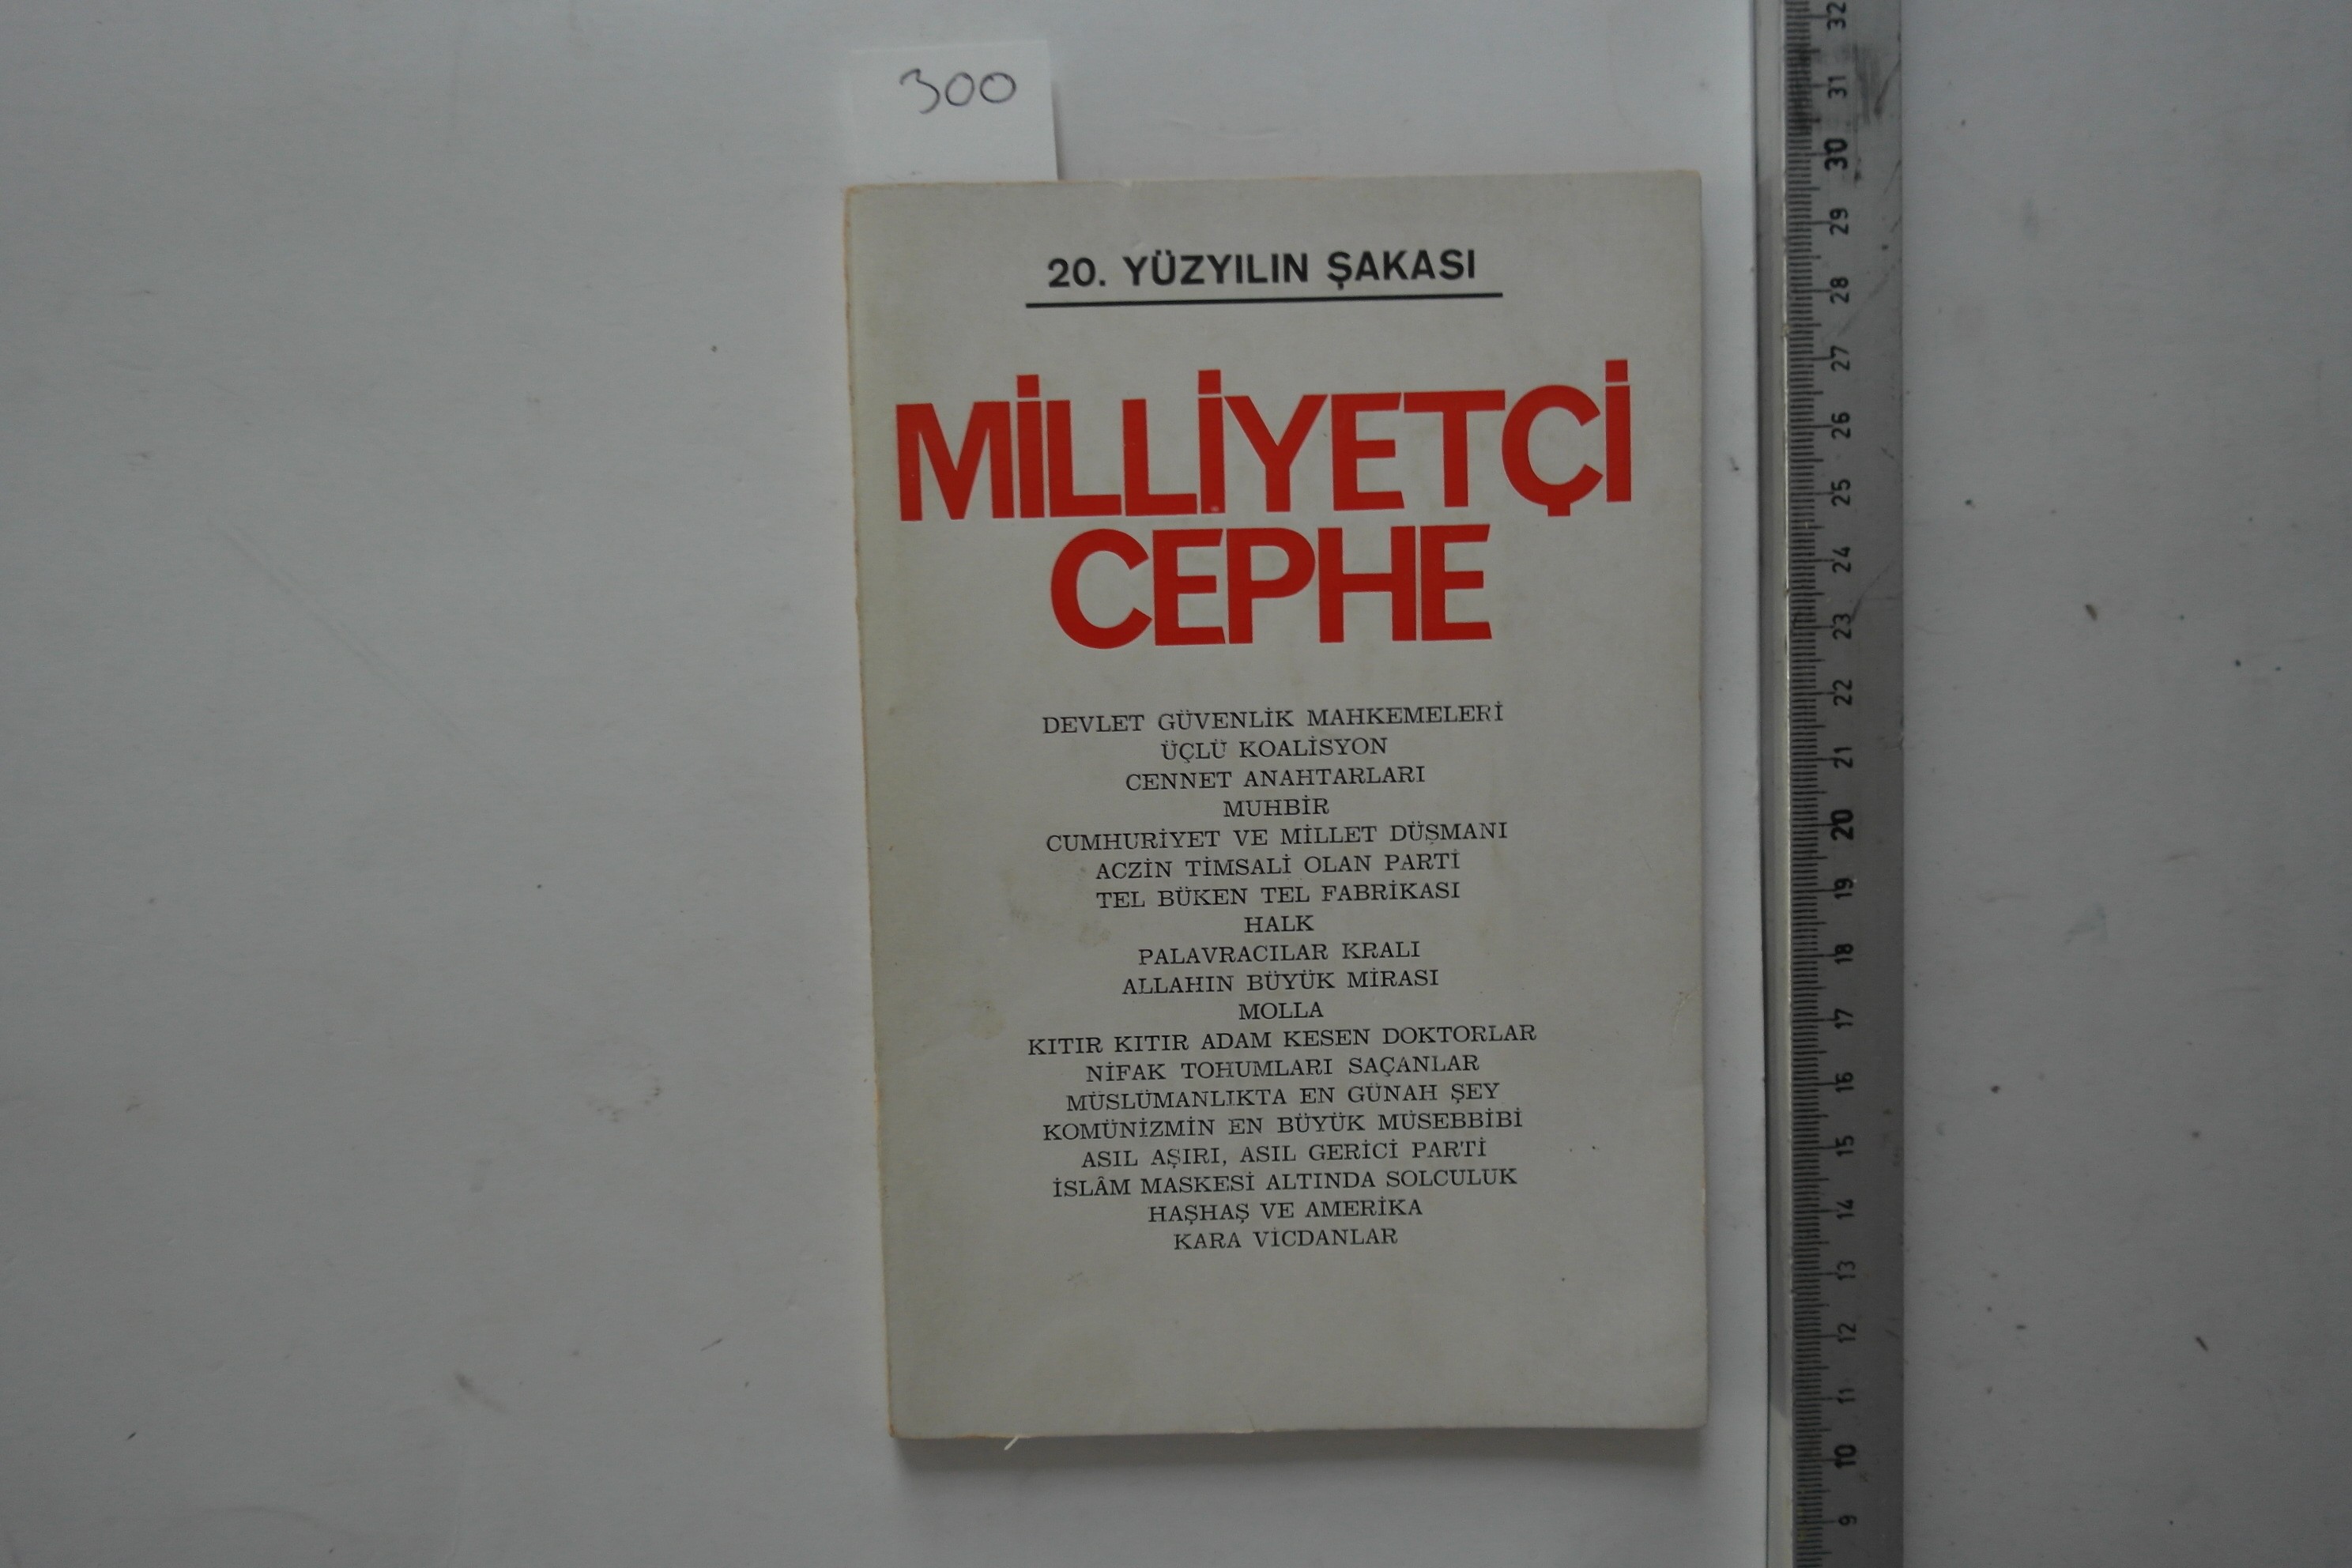 300
20. YÜZYILIN ŞAKASI
MİLLİYETÇİ
CEPHE
DEVLET GÜVENLİK MAHKEMELERİ
ÜÇLÜ KOALİSYON
CENNET ANAHTARLARI
MUHBİR
CUMHURİYET VE MİLLET DÜŞMANI
ACZİN TİMSALİ OLAN PARTİ
TEL BÜKEN TEL FABRİKASI
HALK
PALAVRACILAR KRALI
ALLAHIN BÜYÜK MİRASI
MOLLA
KITIR KITIR ADAM KESEN DOKTORLAR
NİFAK TOHUMLARI SAÇANLAR
MÜSLÜMANLIKTA EN GÜNAH ŞEY
KOMÜNİZMİN EN BÜYÜK MÜSEBBİBİ
ASIL AŞIRI, ASIL GERİCİ PARTİ
İSLÂM MASKESİ ALTINDA SOLCULUK
HAŞHAŞ VE AMERİKA
KARA VİCDANLAR
32
31
30
29
28
27
26
25
24
23
22
21
20
19
18
17
16
15
14
13
12
11
10
9